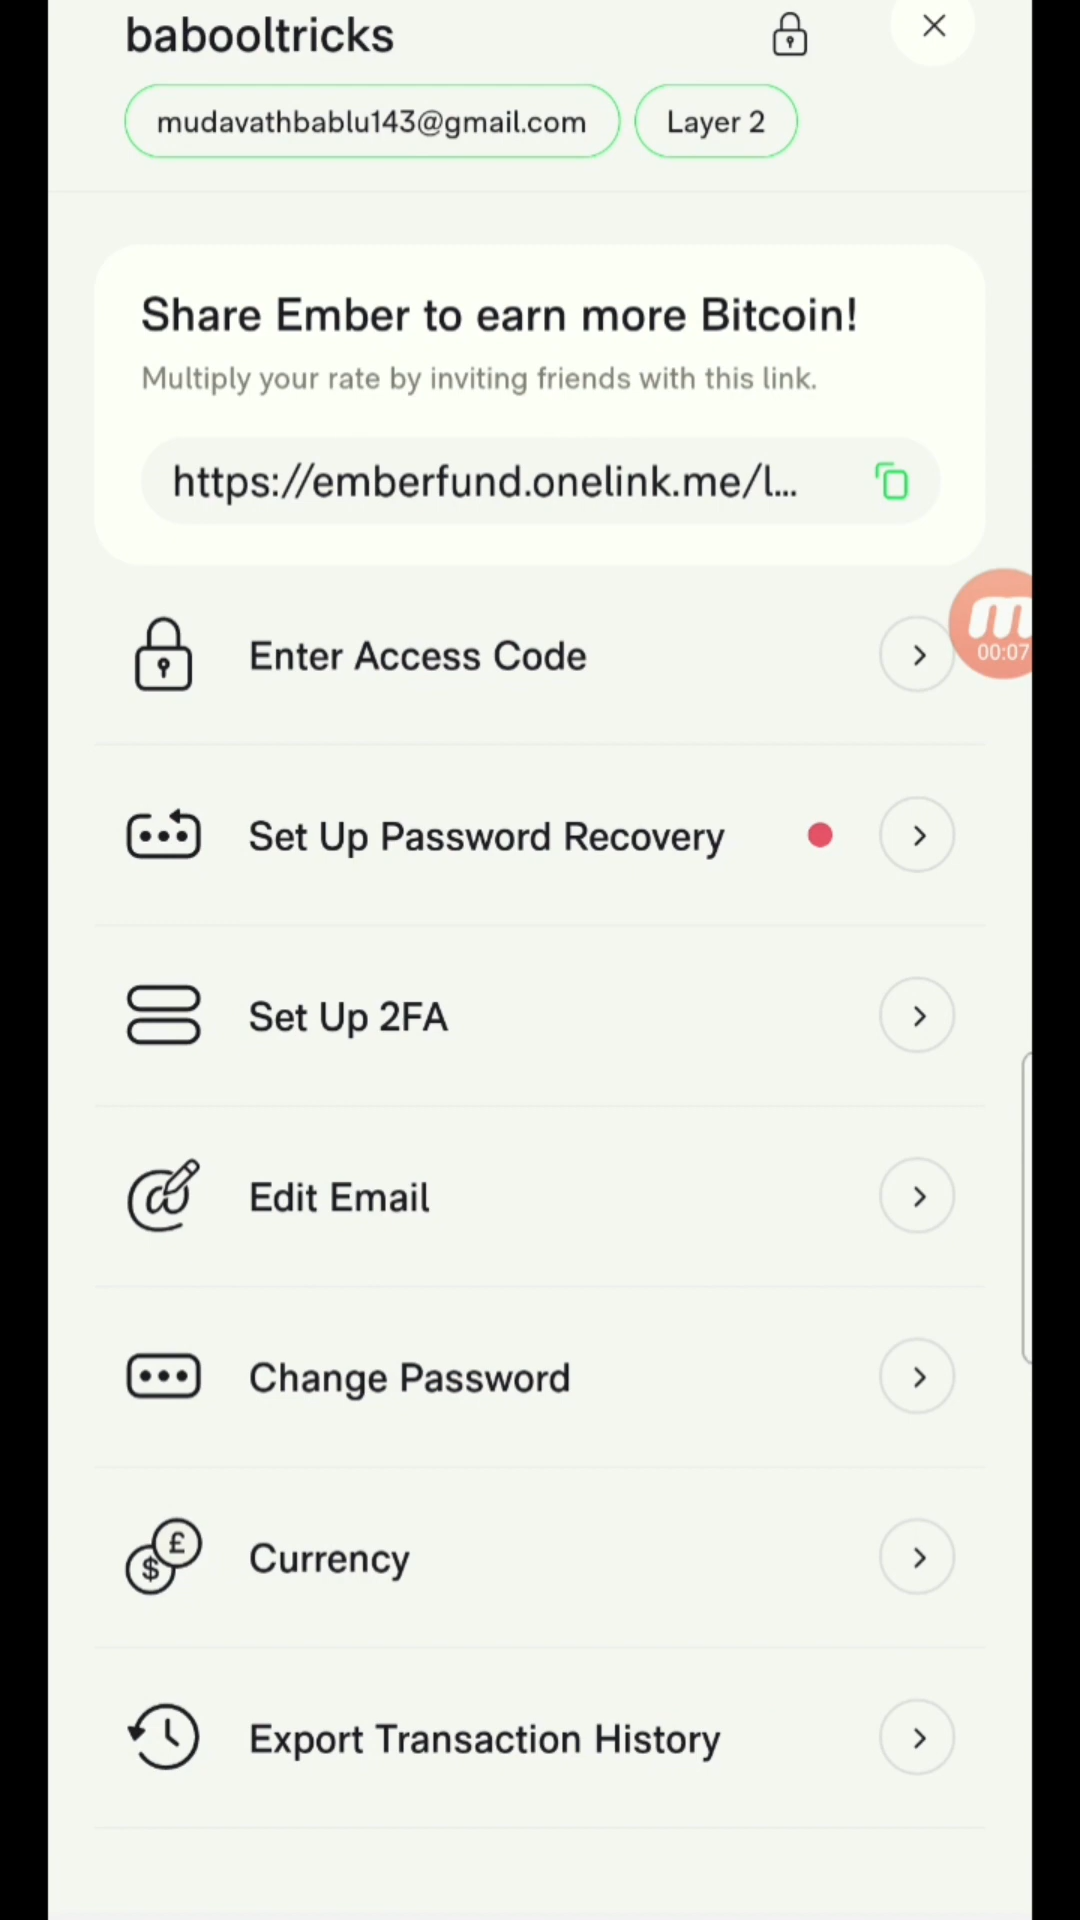 babooltricks
mudavathbablu143@gmail.com Layer 2
Share Ember to earn more Bitcoin!
Multiply your rate by inviting friends with this link.
https://emberfund.onelink.me/l...
Enter Access Code
00:07
Set Up Password Recovery
Set Up 2FA
Edit Email
Change Password
Currency
Export Transaction History